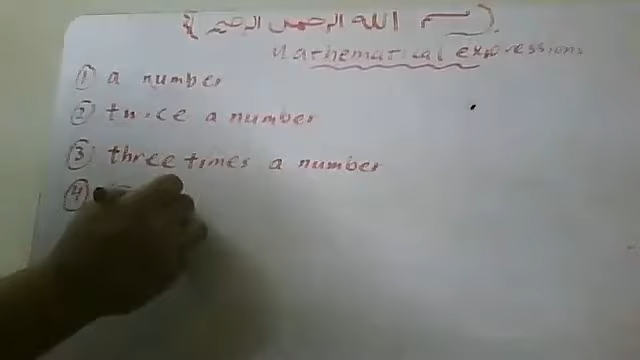 بسم الله الرحمن الرحيم
Mathematical expressions
① a number
② twice a number
③ three times a number
④